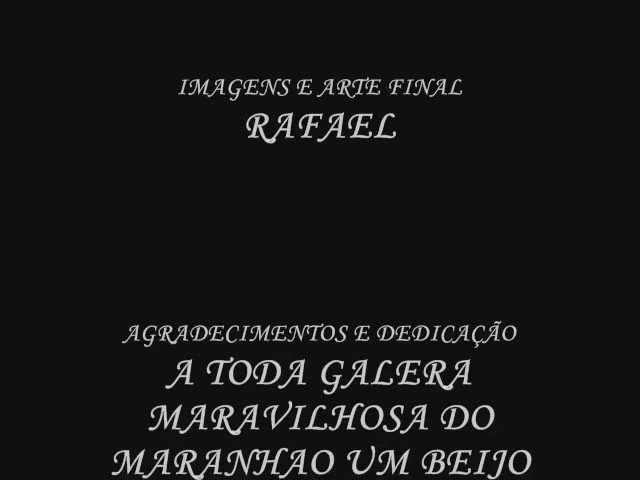 IMAGENS E ARTE FINAL
RAFAEL
AGRADECIMENTOS E DEDICAÇÃO
A TODA GALERA
MARAVILHOSA DO
MARANHAO UM BEIJO